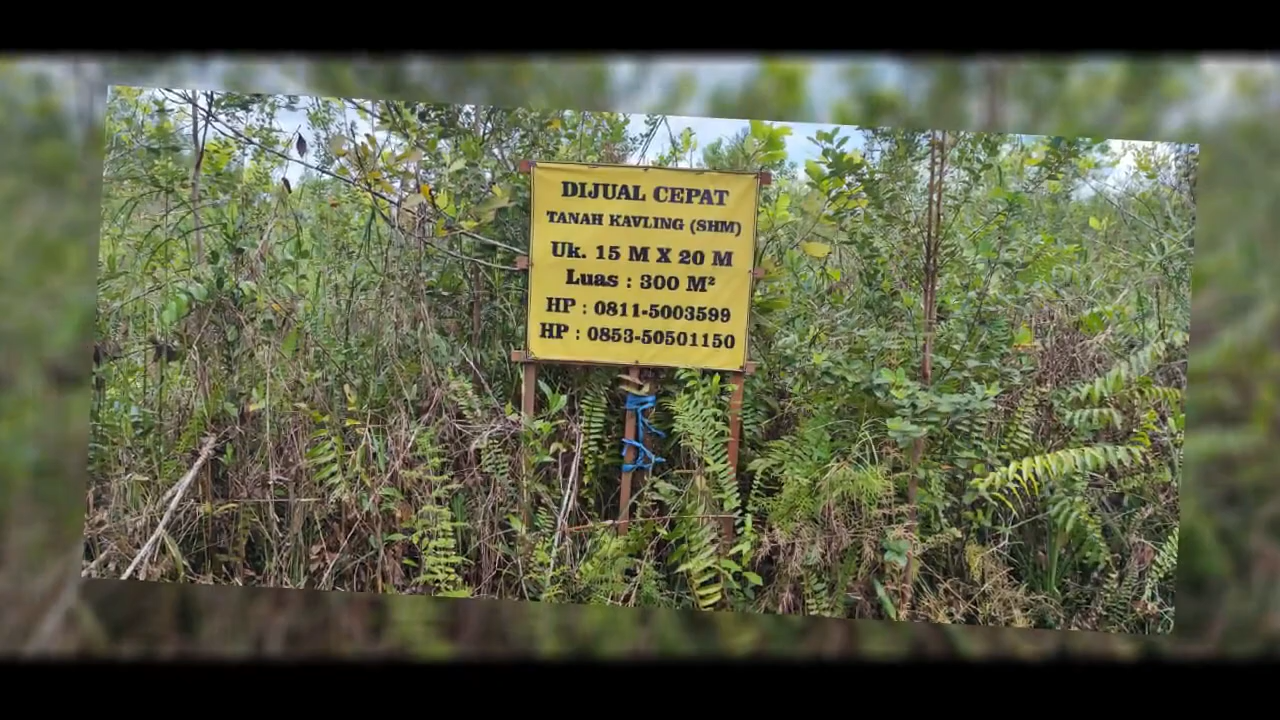 DIJUAL CEPAT
TANAH KAVLING (SHM)
Uk. 15 M X 20 M
Luas : 300 M²
HP : 0811-5003599
HP : 0853-50501150